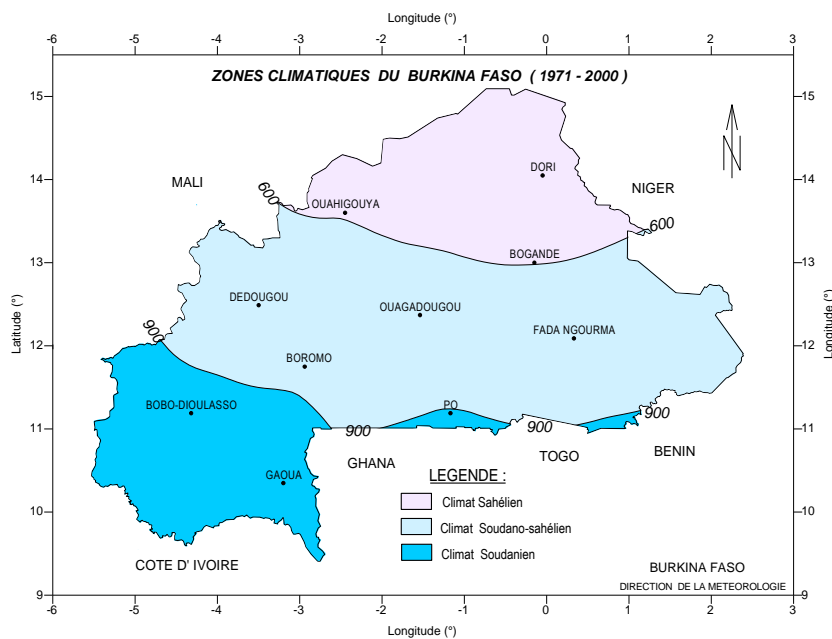 Longitude (°)
-6 -5 -4 -3 -2 -1 0 1 2 3
ZONES CLIMATIQUES DU BURKINA FASO ( 1971 - 2000 )
15 15
DORI
14 MALI NIGER 14
600 OUAHIGOUYA 600
BOGANDE
13 13
DEDOUGOU OUAGADOUGOU
Latitude (°) 900 FADA NGOURMA Longitude (°)
12 12
BOROMO
BOBO-DIOULASSO PO 900
11 900 900 11
GHANA TOGO BENIN
GAOUA LEGENDE :
Climat Sahélien
10 10
Climat Soudano-sahélien
Climat Soudanien
COTE D' IVOIRE BURKINA FASO
DIRECTION DE LA METEOROLOGIE
9 9
-6 -5 -4 -3 -2 -1 0 1 2 3
Longitude (°)